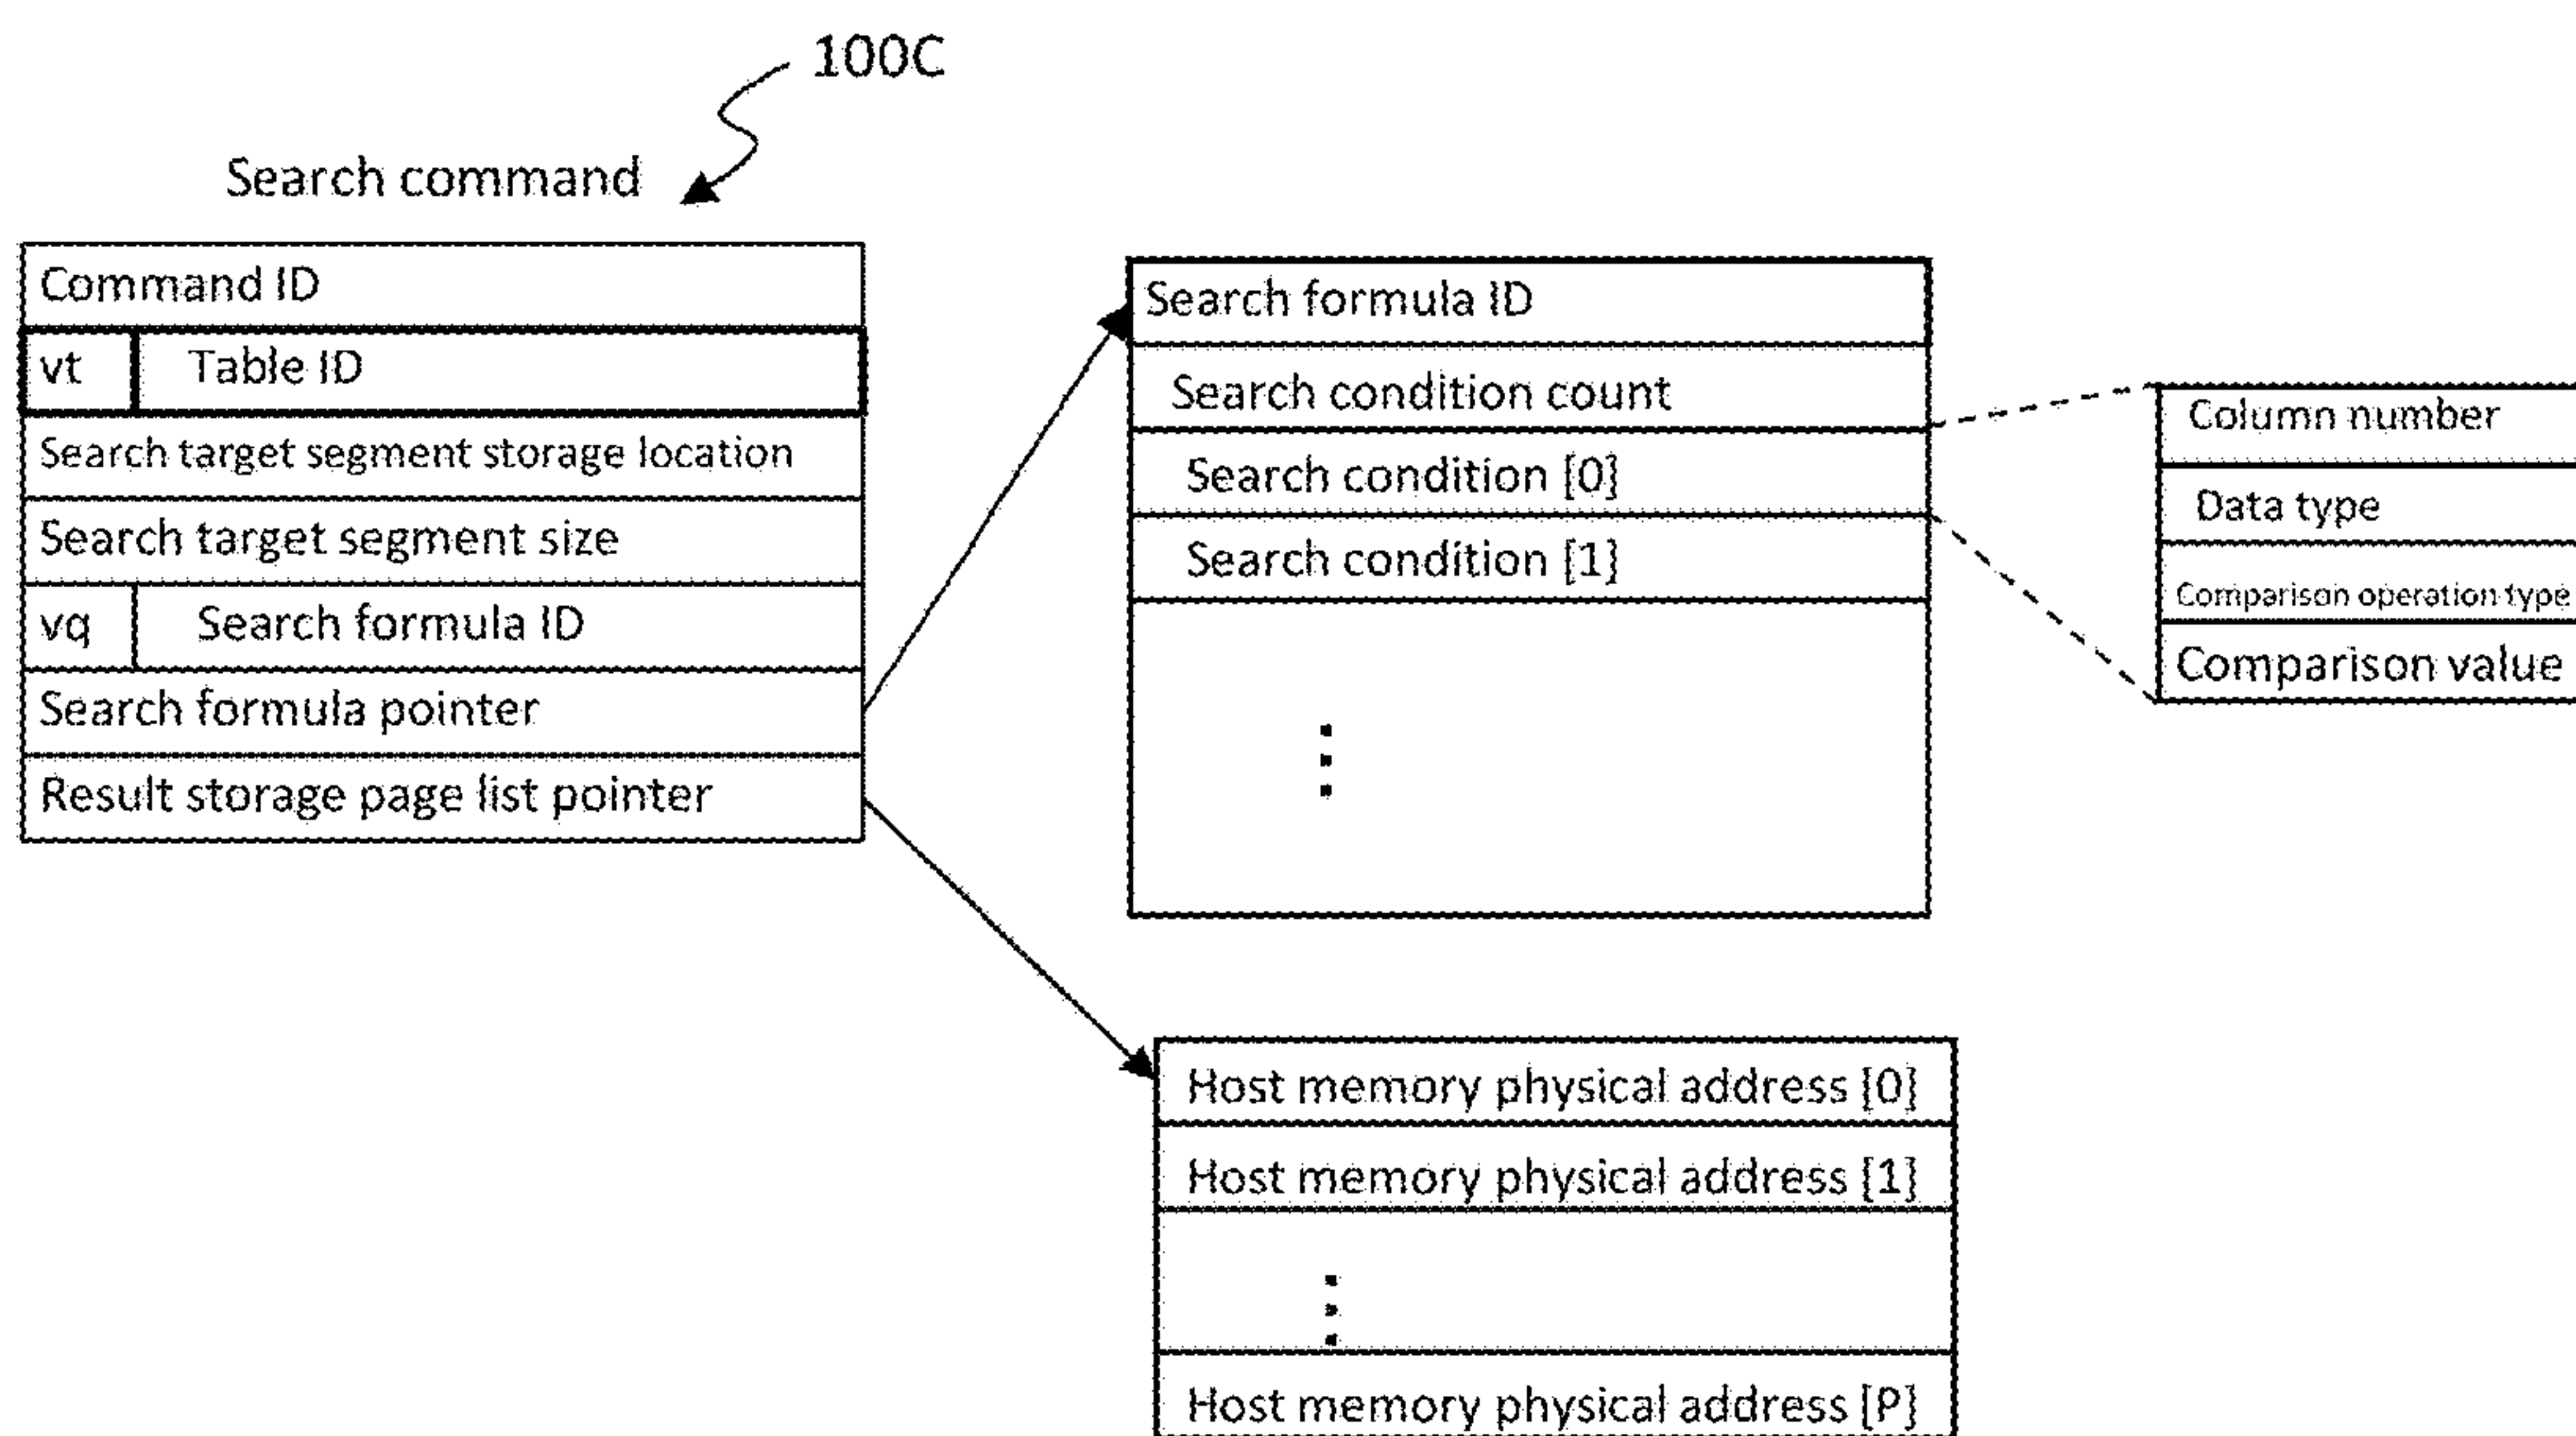 100C
Search command
Command ID
vt Table ID
Search target segment storage location
Search target segment size
vq Search formula ID
Search formula pointer
Result storage page list pointer
Search formula ID
Search condition count
Search condition [0]
Search condition [1]
Column number
Data type
Comparison operation type
Comparison value
Host memory physical address [0]
Host memory physical address [1]
Host memory physical address [P]